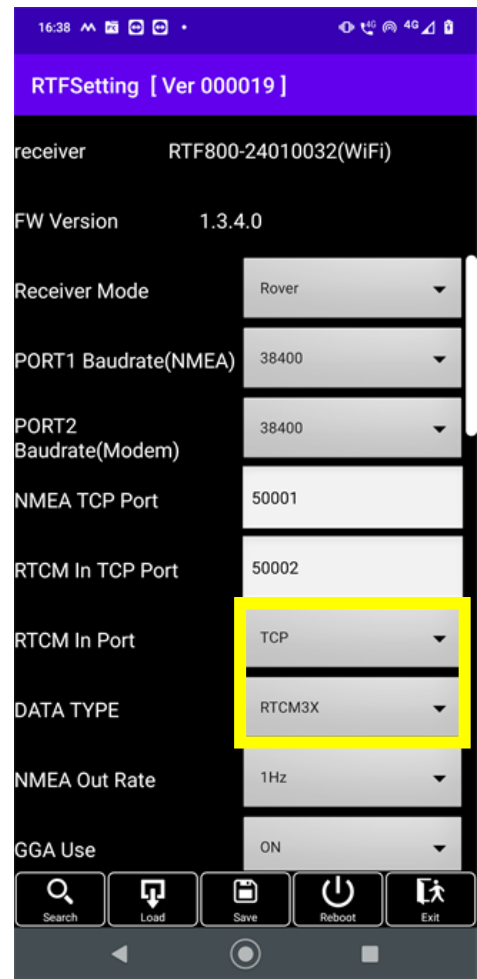 16:38
4G
4G
RTFSetting [ Ver 000019 ]
receiver RTF800-24010032(WiFi)
FW Version 1.3.4.0
Receiver Mode Rover
PORT1 Baudrate(NMEA) 38400
PORT2
Baudrate(Modem) 38400
NMEA TCP Port 50001
RTCM In TCP Port 50002
RTCM In Port TCP
DATA TYPE RTCM3X
NMEA Out Rate 1Hz
GGA Use ON
Search Load Save Reboot Exit